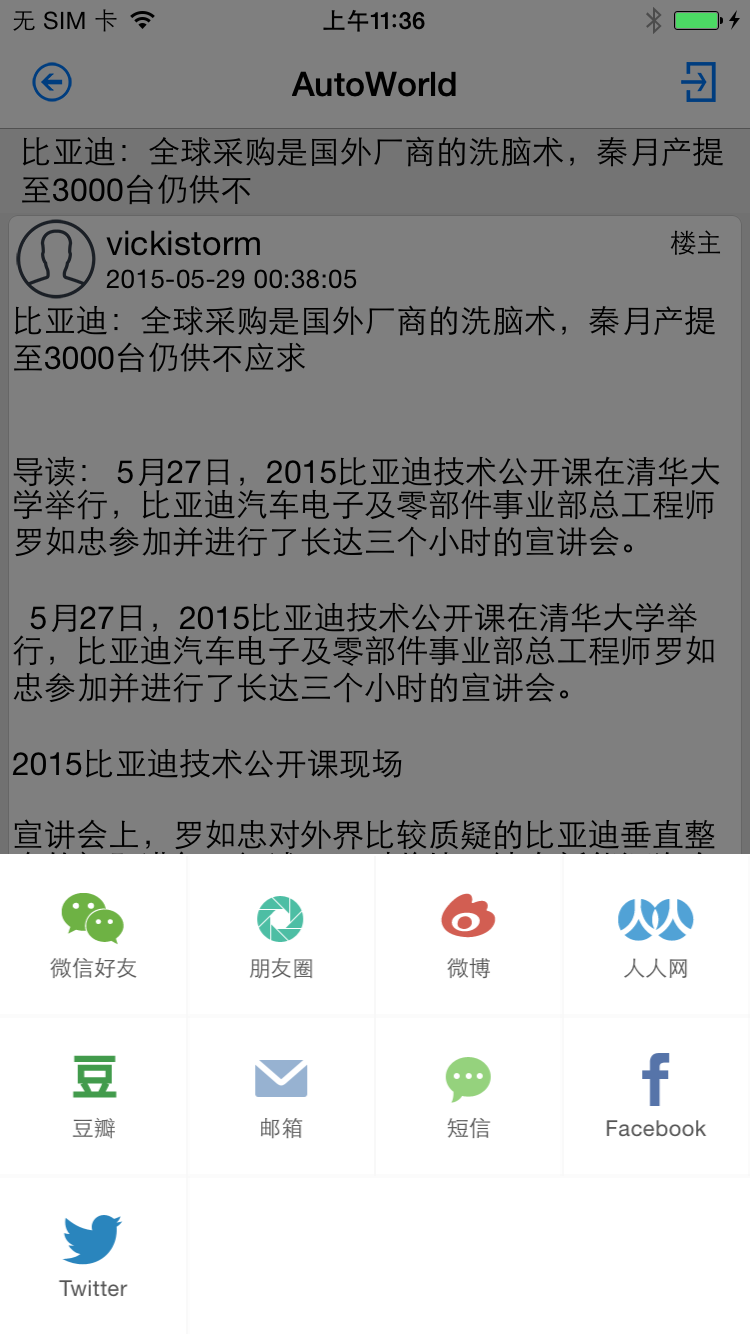 无 SIM 卡 上午11:36
AutoWorld
比亚迪：全球采购是国外厂商的洗脑术，秦月产提
至3000台仍供不
vickistorm 楼主
2015-05-29 00:38:05
比亚迪：全球采购是国外厂商的洗脑术，秦月产提
至3000台仍供不应求
导读： 5月27日，2015比亚迪技术公开课在清华大
学举行，比亚迪汽车电子及零部件事业部总工程师
罗如忠参加并进行了长达三个小时的宣讲会。
5月27日，2015比亚迪技术公开课在清华大学举
行，比亚迪汽车电子及零部件事业部总工程师罗如
忠参加并进行了长达三个小时的宣讲会。
2015比亚迪技术公开课现场
宣讲会上，罗如忠对外界比较质疑的比亚迪垂直整
微信好友 朋友圈 微博 人人网
豆
豆瓣 邮箱 短信 Facebook
Twitter